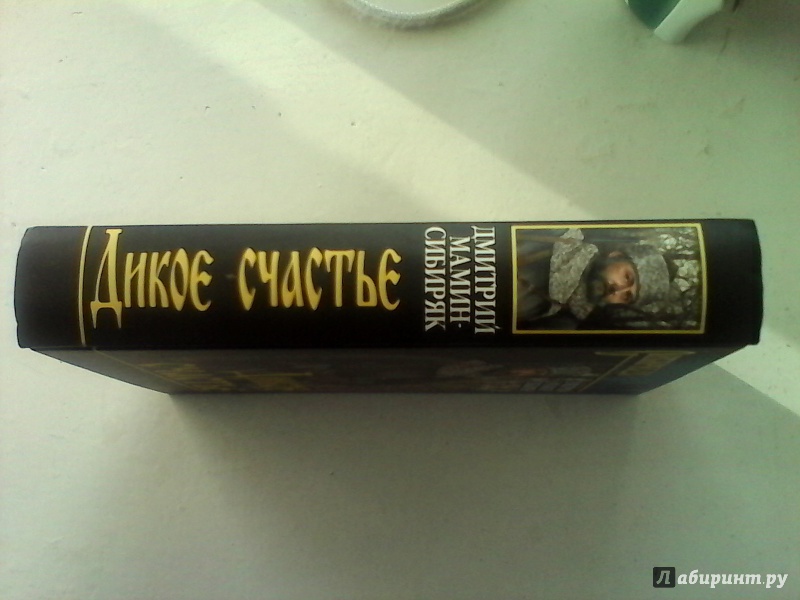 Дикое счастье
ДМИТРИЙ
МАМИН-
СИБИРЯК
Лабиринт.ру